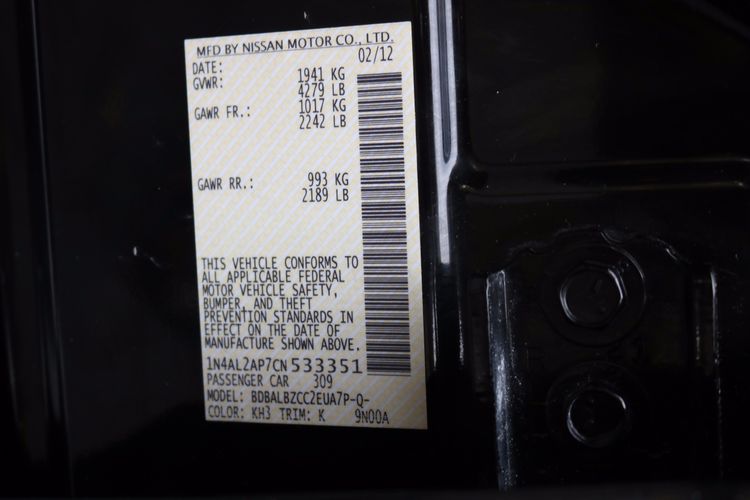 MFD BY NISSAN MOTOR CO., LTD.
DATE: 02/12
GVWR: 1941 KG
4279 LB
GAWR FR.: 1017 KG
2242 LB
GAWR RR.: 993 KG
2189 LB
THIS VEHICLE CONFORMS TO
ALL APPLICABLE FEDERAL
MOTOR VEHICLE SAFETY,
BUMPER, AND THEFT
PREVENTION STANDARDS IN
EFFECT ON THE DATE OF
MANUFACTURE SHOWN ABOVE.
1N4AL2AP7CN533351
PASSENGER CAR 309
MODEL: BDBALBZCC2EUA7P-Q-
COLOR: KH3 TRIM: K 9N00A